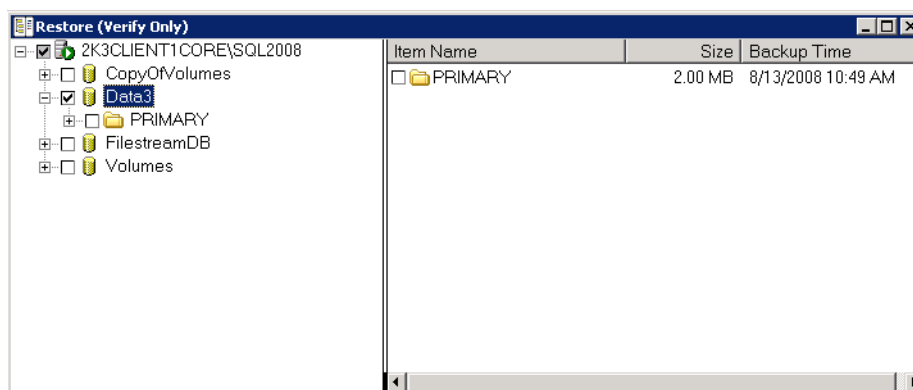 Restore (Verify Only)
2K3CLIENT1CORE\SQL2008
CopyOfVolumes
Data3
PRIMARY
FilestreamDB
Volumes
Item Name Size Backup Time
PRIMARY 2.00 MB 8/13/2008 10:49 AM